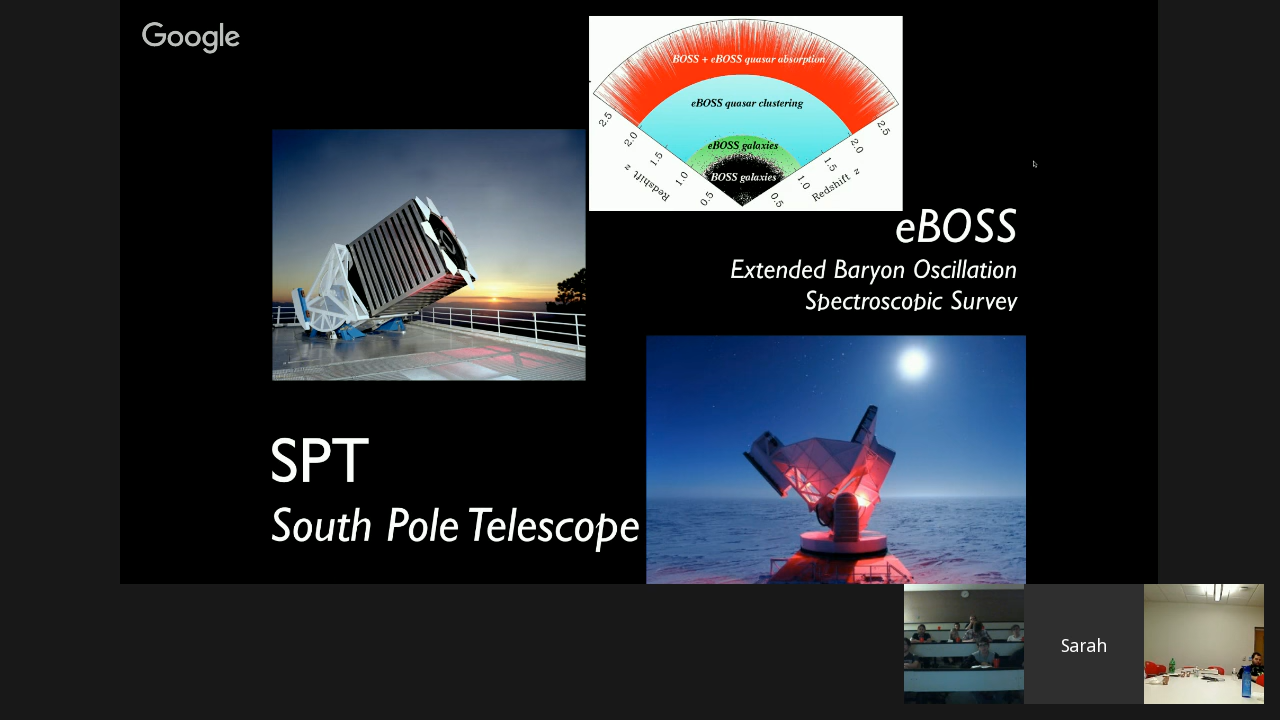 Google
BOSS + eBOSS quasar absorption
eBOSS quasar clustering
eBOSS galaxies
BOSS galaxies
2.5
2.0
1.5
1.0
0.5
Redshift z
0.5
1.0
1.5
2.0
2.5
Redshift z
eBOSS
Extended Baryon Oscillation
Spectroscopic Survey
SPT
South Pole Telescope
Sarah